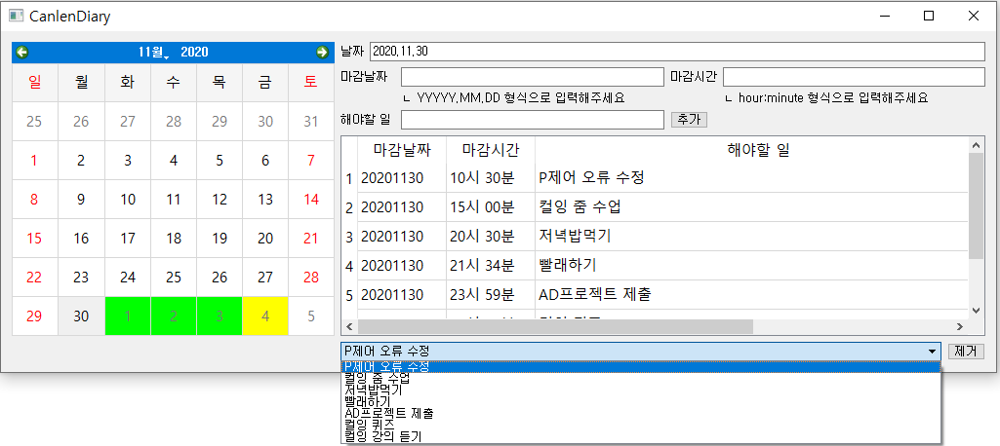 CanlenDiary
11월 2020
일 월 화 수 목 금 토
25 26 27 28 29 30 31
1 2 3 4 5 6 7
8 9 10 11 12 13 14
15 16 17 18 19 20 21
22 23 24 25 26 27 28
29 30 1 2 3 4 5
날짜 2020.11.30
마감날짜 마감시간
ㄴ YYYYY.MM.DD 형식으로 입력해주세요 ㄴ hour:minute 형식으로 입력해주세요
해야할 일 추가
마감날짜 마감시간 해야할 일
1 20201130 10시 30분 P제어 오류 수정
2 20201130 15시 00분 컬잉 줌 수업
3 20201130 20시 30분 저녁밥먹기
4 20201130 21시 34분 빨래하기
5 20201130 23시 59분 AD프로젝트 제출
P제어 오류 수정 제거
P제어 오류 수정
컬잉 줌 수업
저녁밥먹기
빨래하기
AD프로젝트 제출
컬잉 퀴즈
컬잉 강의 듣기